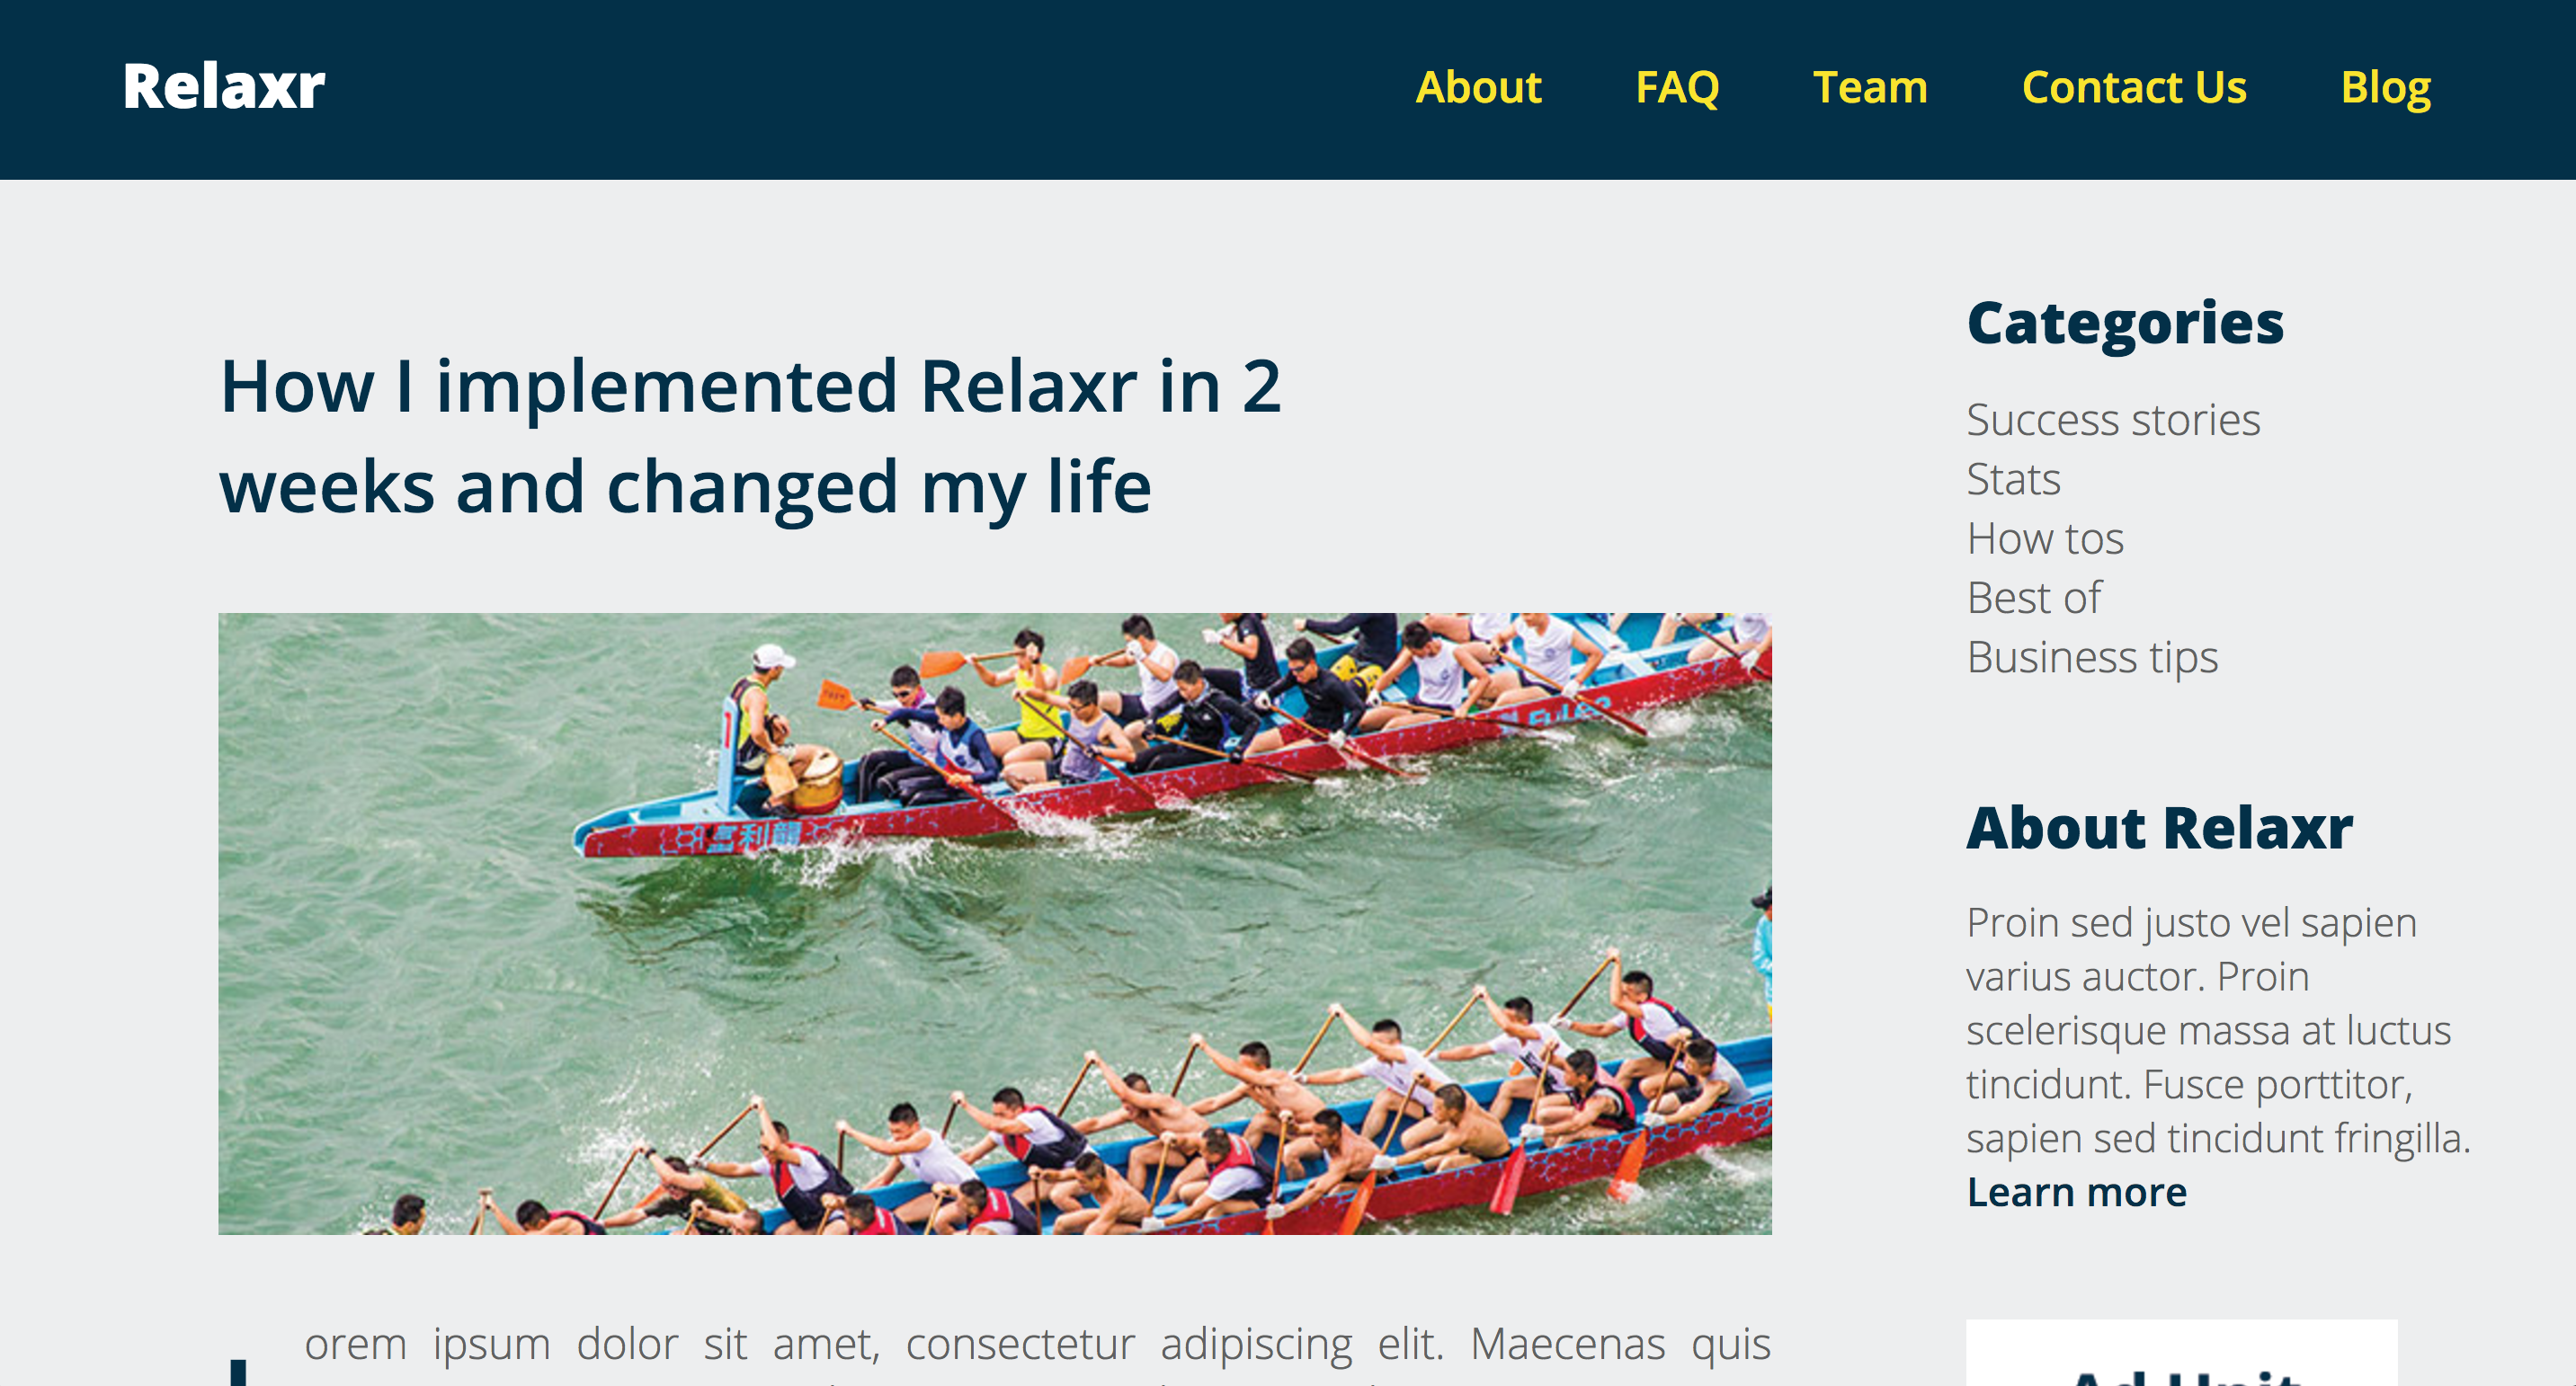 Relaxr
About FAQ Team Contact Us Blog
How I implemented Relaxr in 2
weeks and changed my life
orem ipsum dolor sit amet, consectetur adipiscing elit. Maecenas quis
Categories
Success stories
Stats
How tos
Best of
Business tips
About Relaxr
Proin sed justo vel sapien
varius auctor. Proin
scelerisque massa at luctus
tincidunt. Fusce porttitor,
sapien sed tincidunt fringilla.
Learn more
Ad Unit